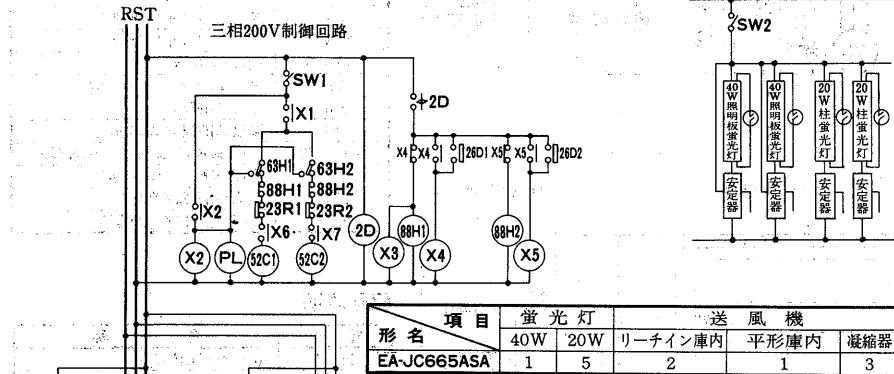 RST
三相200V制御回路
SW2
SW1
2D
X1
40W照明板蛍光灯
40W照明板蛍光灯
20W柱蛍光灯
20W柱蛍光灯
X4 X4 26D1 X5 X5 26D2
63H1 63H2
88H1 88H2
23R1 23R2
安定器 安定器 安定器 安定器
X2 X6 X7
X2 PL 52C1 52C2 2D X3 88H1 X4 88H2 X5
項目 形名 蛍光灯 送風機
40W 20W リーチイン庫内 平形庫内 凝縮器
EA-JC665ASA 1 5 2 1 3